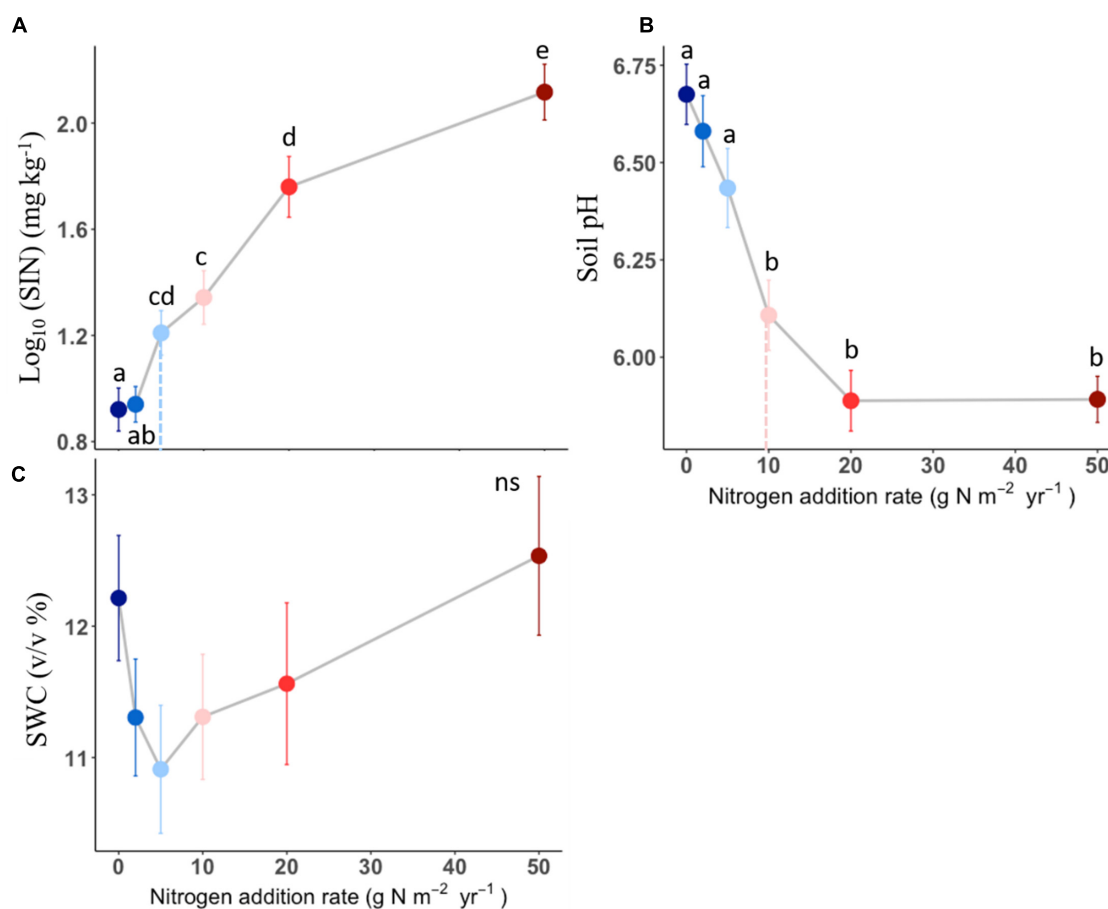 A
Log₁₀ (SIN) (mg kg⁻¹)
2.0
1.6
1.2
0.8
a
ab
cd
c
d
e
B
Soil pH
6.75
6.50
6.25
6.00
a
a
a
b
b
b
0 10 20 30 40 50
Nitrogen addition rate (g N m⁻² yr⁻¹ )
C
SWC (v/v %)
13
12
11
ns
0 10 20 30 40 50
Nitrogen addition rate (g N m⁻² yr⁻¹ )